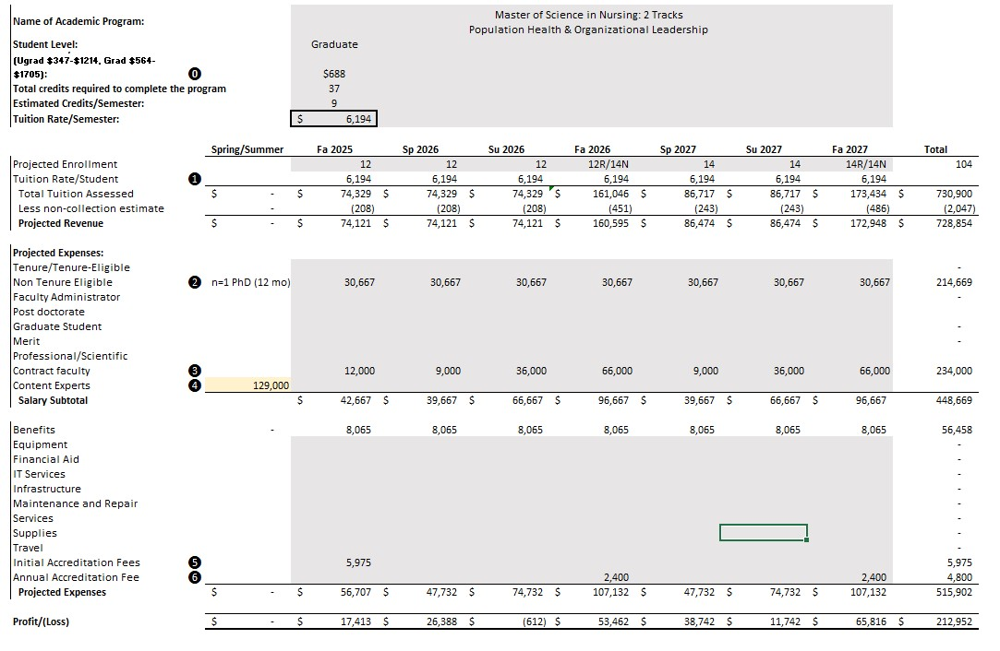 Name of Academic Program: Master of Science in Nursing: 2 Tracks
Population Health & Organizational Leadership
Student Level: Graduate
(Ugrad $347-$1214, Grad $564-
$1705): 0 $688
Total credits required to complete the program 37
Estimated Credits/Semester: 9
Tuition Rate/Semester: $ 6,194
Spring/Summer Fa 2025 Sp 2026 Su 2026 Fa 2026 Sp 2027 Su 2027 Fa 2027 Total
Projected Enrollment 12 12 12 12R/14N 14 14 14R/14N 104
Tuition Rate/Student 1 6,194 6,194 6,194 6,194 6,194 6,194 6,194
Total Tuition Assessed $ - $ 74,329 $ 74,329 $ 74,329 $ 161,046 $ 86,717 $ 86,717 $ 173,434 $ 730,900
Less non-collection estimate - (208) (208) (208) (451) (243) (243) (486) (2,047)
Projected Revenue $ - $ 74,121 $ 74,121 $ 74,121 $ 160,595 $ 86,474 $ 86,474 $ 172,948 $ 728,854
Projected Expenses:
Tenure/Tenure-Eligible -
Non Tenure Eligible 2 n=1 PhD (12 mo) 30,667 30,667 30,667 30,667 30,667 30,667 30,667 214,669
Faculty Administrator -
Post doctorate
Graduate Student -
Merit -
Professional/Scientific
Contract faculty 3 12,000 9,000 36,000 66,000 9,000 36,000 66,000 234,000
Content Experts 4 129,000
Salary Subtotal $ 42,667 $ 39,667 $ 66,667 $ 96,667 $ 39,667 $ 66,667 $ 96,667 448,669
Benefits - 8,065 8,065 8,065 8,065 8,065 8,065 8,065 56,458
Equipment -
Financial Aid -
IT Services -
Infrastructure -
Maintenance and Repair -
Services -
Supplies -
Travel -
Initial Accreditation Fees 5 5,975 5,975
Annual Accreditation Fee 6 2,400 2,400 4,800
Projected Expenses $ - $ 56,707 $ 47,732 $ 74,732 $ 107,132 $ 47,732 $ 74,732 $ 107,132 515,902
Profit/(Loss) $ - $ 17,413 $ 26,388 $ (612) $ 53,462 $ 38,742 $ 11,742 $ 65,816 $ 212,952